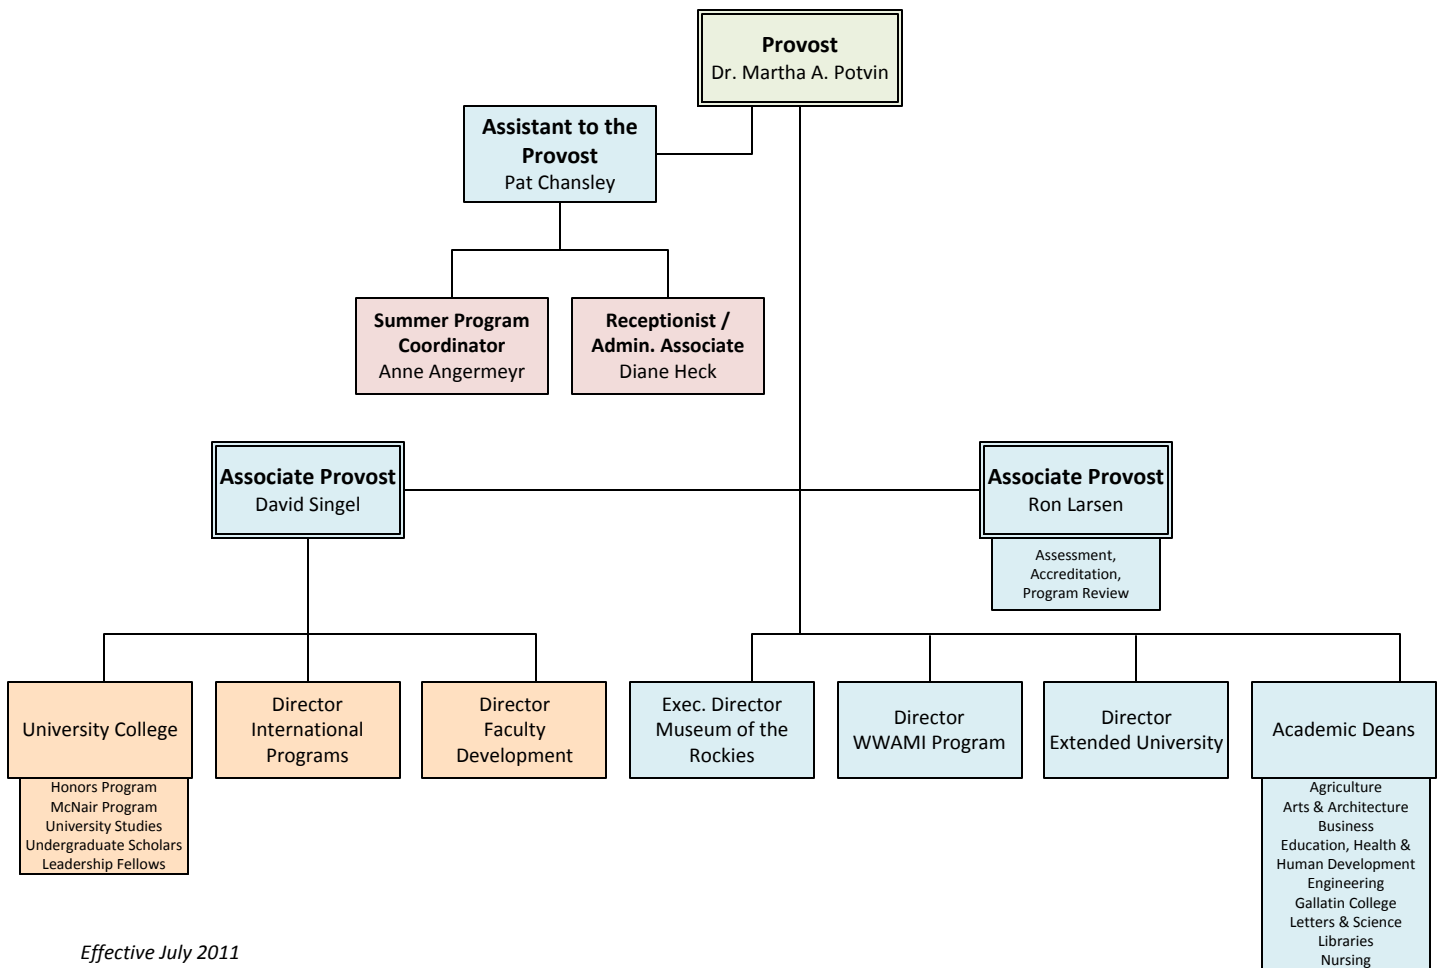 Provost
Dr. Martha A. Potvin
Assistant to the
Provost
Pat Chansley
Summer Program
Coordinator
Anne Angermeyr
Receptionist /
Admin. Associate
Diane Heck
Associate Provost
David Singel
Associate Provost
Ron Larsen
Assessment,
Accreditation,
Program Review
University College
Honors Program
McNair Program
University Studies
Undergraduate Scholars
Leadership Fellows
Director
International
Programs
Director
Faculty
Development
Exec. Director
Museum of the
Rockies
Director
WWAMI Program
Director
Extended University
Academic Deans
Agriculture
Arts & Architecture
Business
Education, Health &
Human Development
Engineering
Gallatin College
Letters & Science
Libraries
Nursing
Effective July 2011